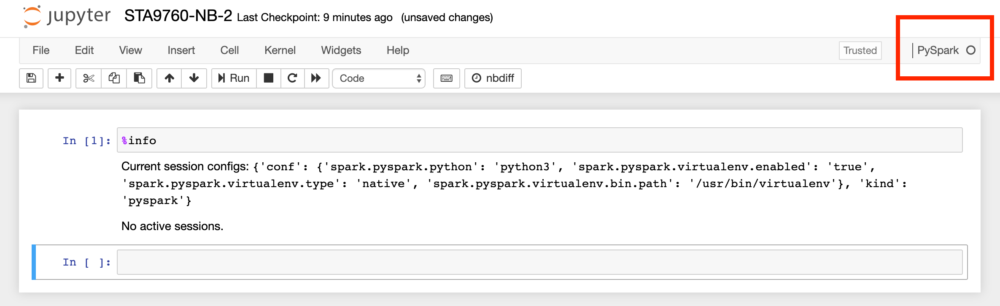 jupyter STA9760-NB-2 Last Checkpoint: 9 minutes ago (unsaved changes)
File Edit View Insert Cell Kernel Widgets Help Trusted PySpark
Run Code nbdiff
In [1]: %info
Current session configs: {'conf': {'spark.pyspark.python': 'python3', 'spark.pyspark.virtualenv.enabled': 'true',
'spark.pyspark.virtualenv.type': 'native', 'spark.pyspark.virtualenv.bin.path': '/usr/bin/virtualenv'}, 'kind':
'pyspark'}
No active sessions.
In [ ]: